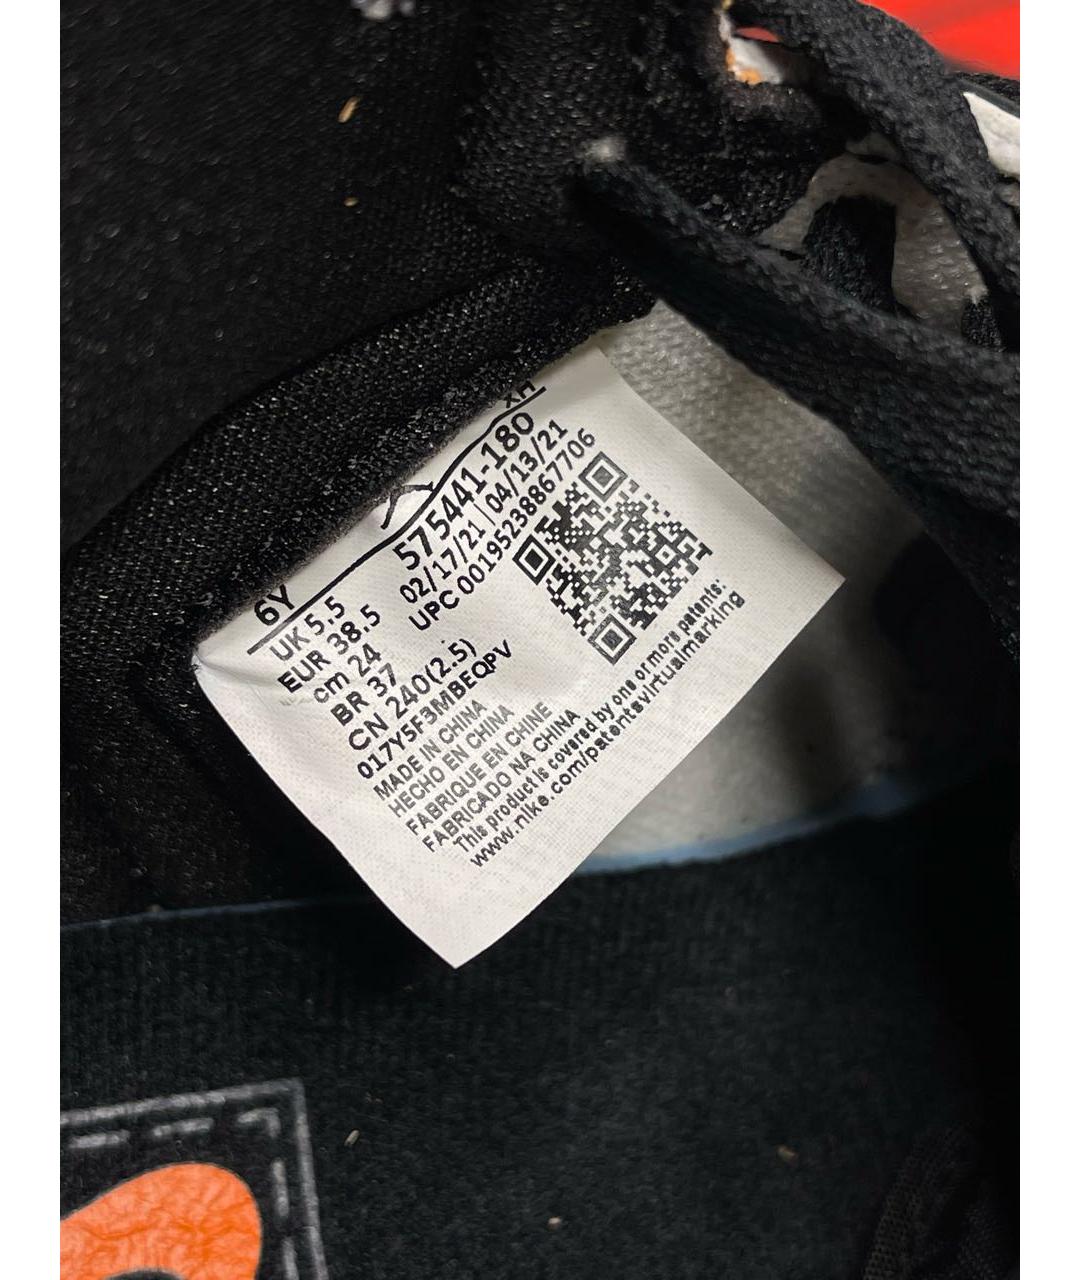 6Y
XH
UK 5.5
EUR 38.5
cm 24
BR 37
CN 240(2.5)
575441-180
02/17/21 | 04/13/21
UPC 00195238867706
017Y5F3MBEQPV
MADE IN CHINA
HECHO EN CHINA
FABRIQUE EN CHINE
FABRICADO NA CHINA
This product is covered by one or more patents:
www.nike.com/patentsvirtualmarking